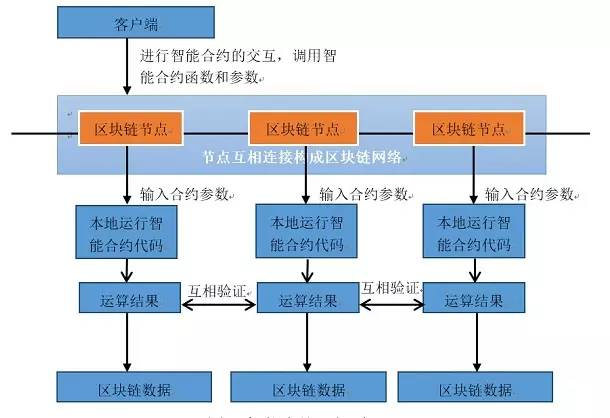 客户端
进行智能合约的交互，调用智
能合约函数和参数
区块链节点
区块链节点
区块链节点
节点互相连接构成区块链网络
输入合约参数
输入合约参数
输入合约参数
本地运行智
能合约代码
本地运行智
能合约代码
本地运行智
能合约代码
运算结果
互相验证
运算结果
互相验证
运算结果
区块链数据
区块链数据
区块链数据